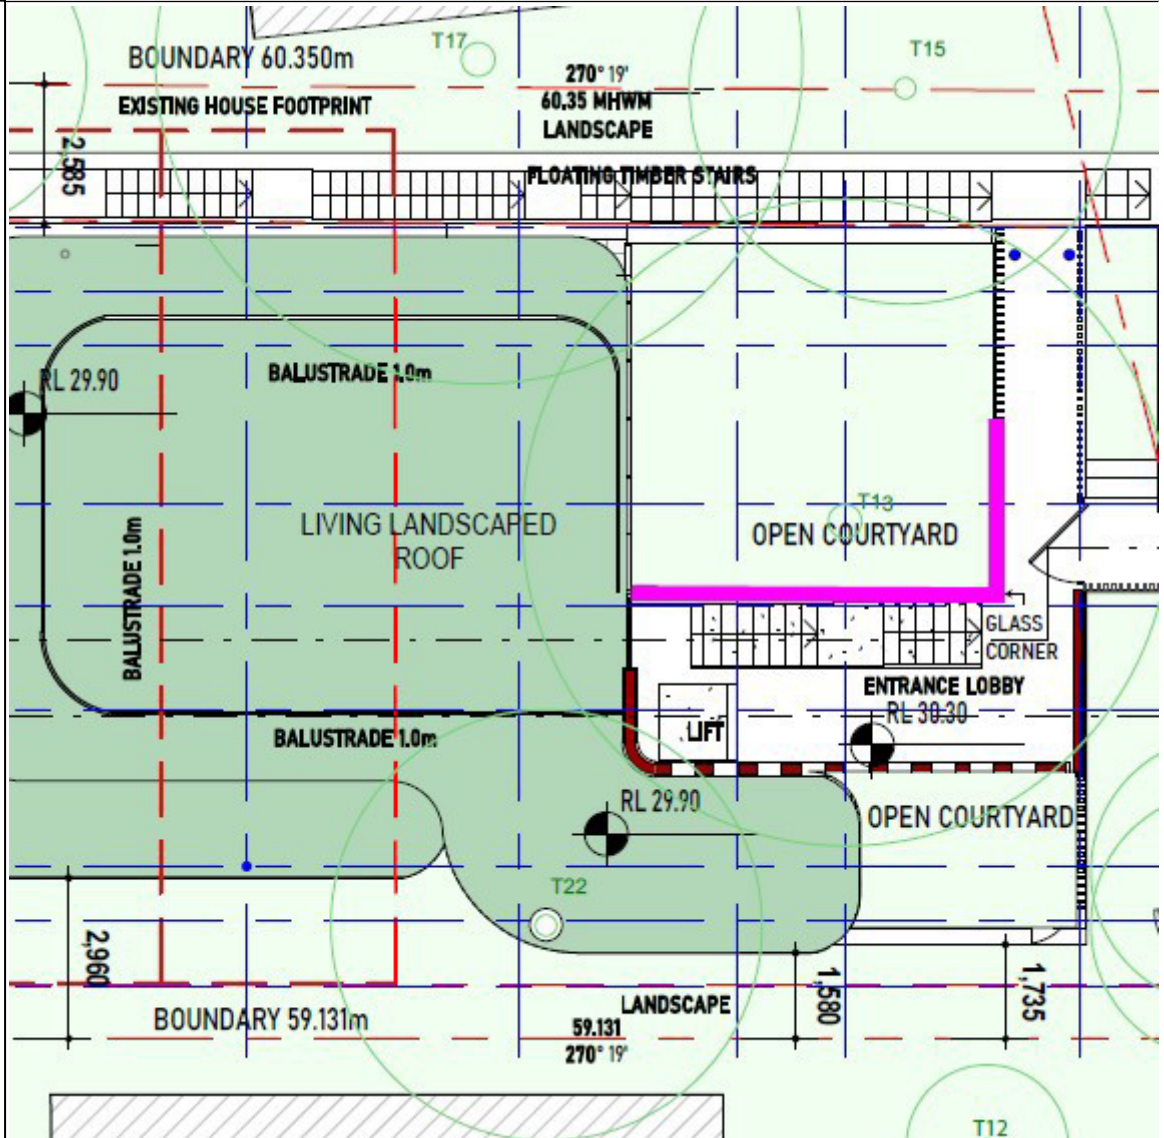 T17
T15
BOUNDARY 60.350m
270° 19'
EXISTING HOUSE FOOTPRINT
60.35 MHWM
LANDSCAPE
2,585
FLOATING TIMBER STAIRS
BALUSTRADE 1.0m
RL 29.90
T13
LIVING LANDSCAPED
ROOF
OPEN COURTYARD
BALUSTRADE 1.0m
GLASS
CORNER
ENTRANCE LOBBY
RL 30.30
LIFT
BALUSTRADE 1.0m
RL 29.90
OPEN COURTYARD
T22
2,960
1,580
1,735
LANDSCAPE
BOUNDARY 59.131m
59.131
270° 19'
T12